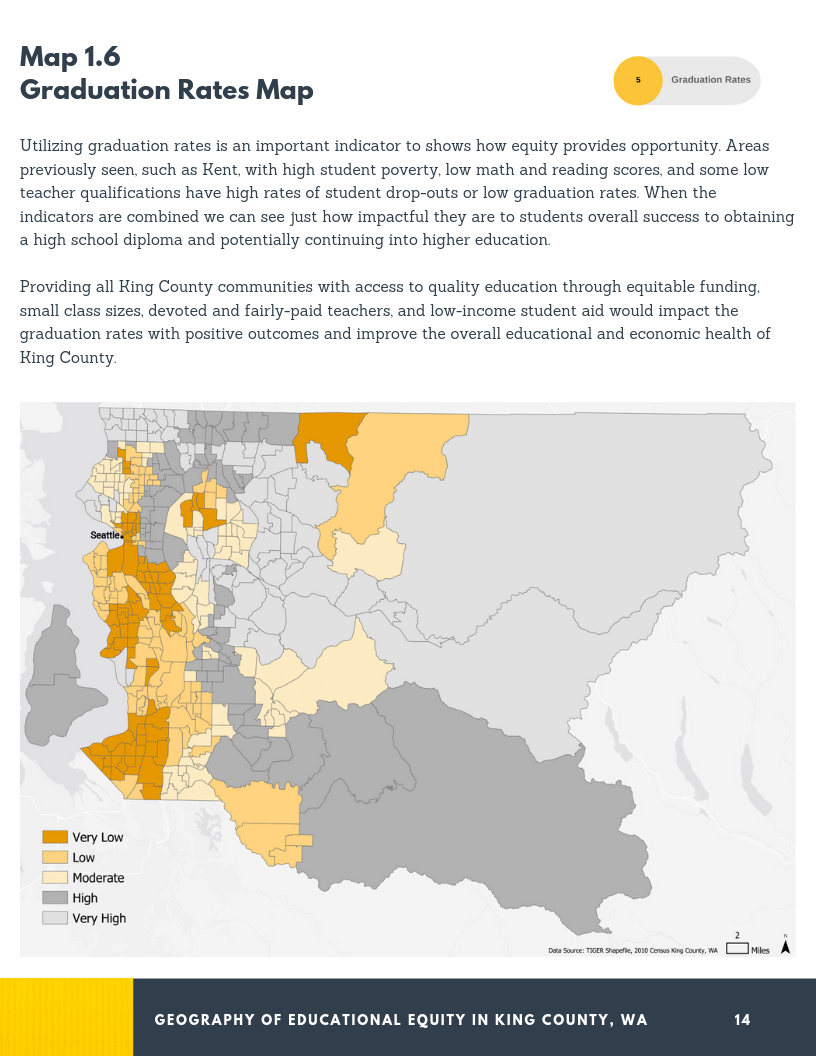 Map 1.6
Graduation Rates Map
5
Graduation Rates
Utilizing graduation rates is an important indicator to shows how equity provides opportunity. Areas
previously seen, such as Kent, with high student poverty, low math and reading scores, and some low
teacher qualifications have high rates of student drop-outs or low graduation rates. When the
indicators are combined we can see just how impactful they are to students overall success to obtaining
a high school diploma and potentially continuing into higher education.
Providing all King County communities with access to quality education through equitable funding,
small class sizes, devoted and fairly-paid teachers, and low-income student aid would impact the
graduation rates with positive outcomes and improve the overall educational and economic health of
King County.
Seattle
Very Low
Low
Moderate
High
Very High
Data Source: TIGER Shapefile, 2010 Census King County, WA
2
Miles
N
GEOGRAPHY OF EDUCATIONAL EQUITY IN KING COUNTY, WA
14